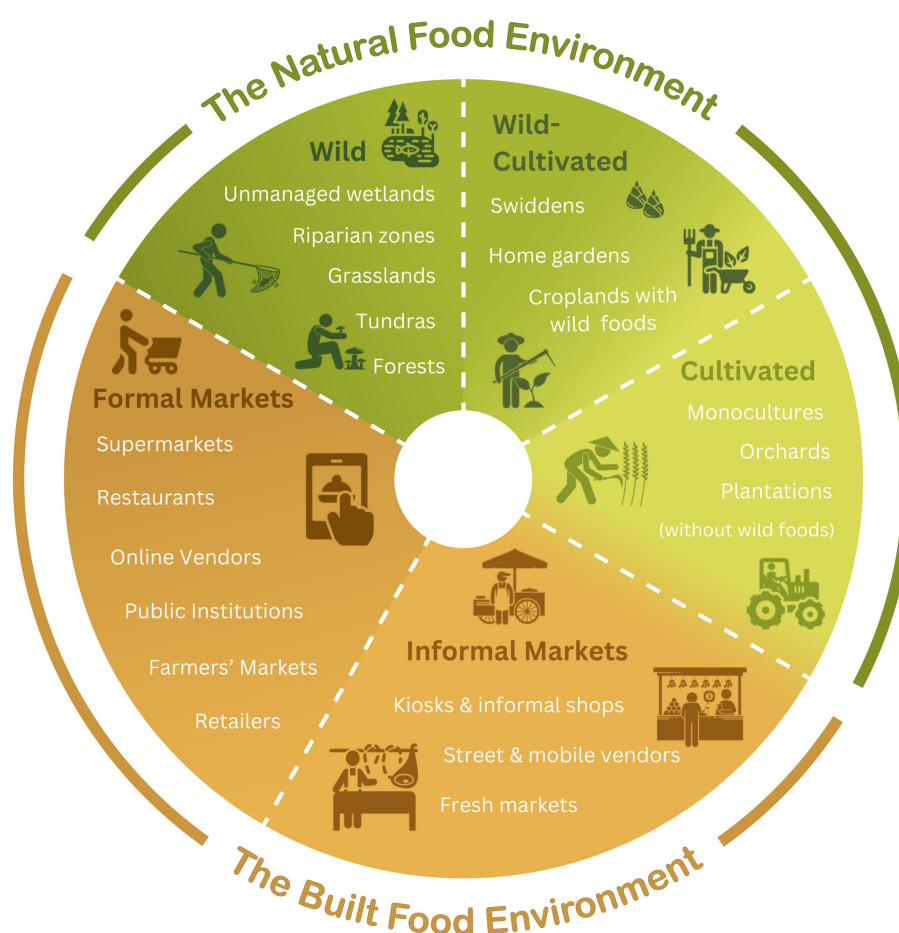 The Natural Food Environment
Wild
Unmanaged wetlands
Riparian zones
Grasslands
Tundras
Forests
Wild-
Cultivated
Swiddens
Home gardens
Croplands with
wild foods
Cultivated
Monocultures
Orchards
Plantations
(without wild foods)
Formal Markets
Supermarkets
Restaurants
Online Vendors
Public Institutions
Farmers’ Markets
Retailers
Informal Markets
Kiosks & informal shops
Street & mobile vendors
Fresh markets
The Built Food Environment